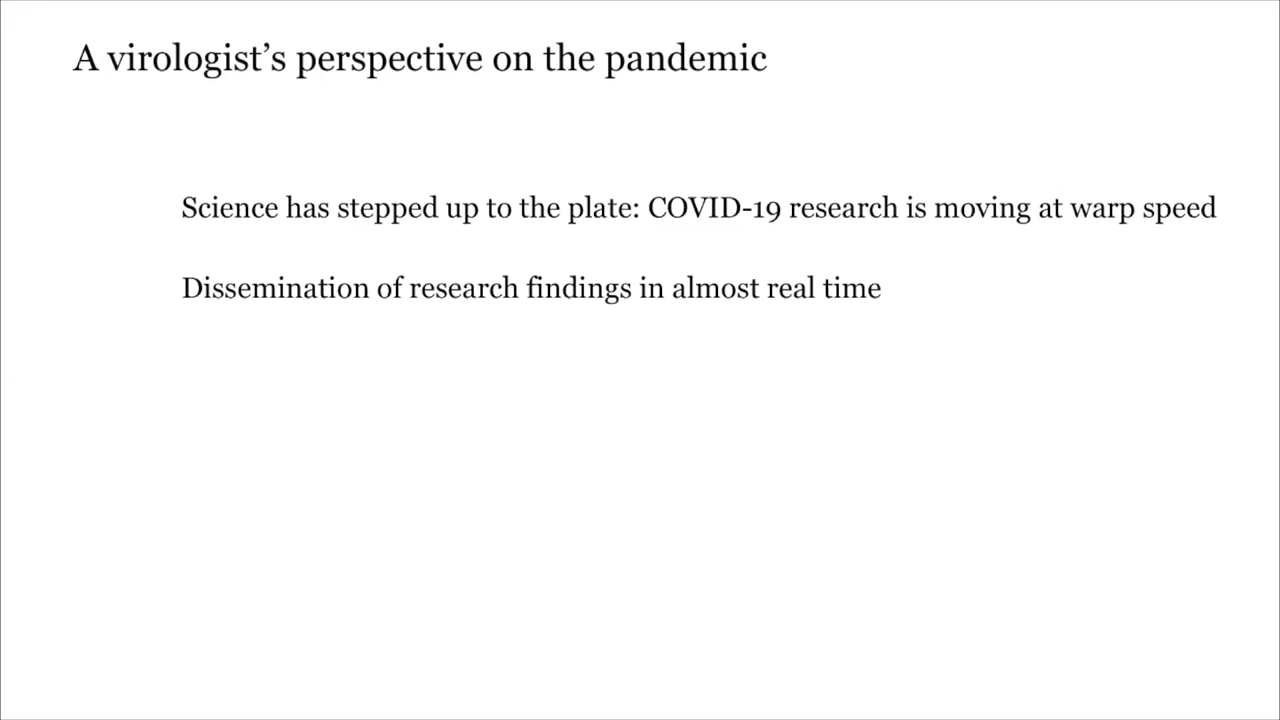 A virologist’s perspective on the pandemic
Science has stepped up to the plate: COVID-19 research is moving at warp speed
Dissemination of research findings in almost real time